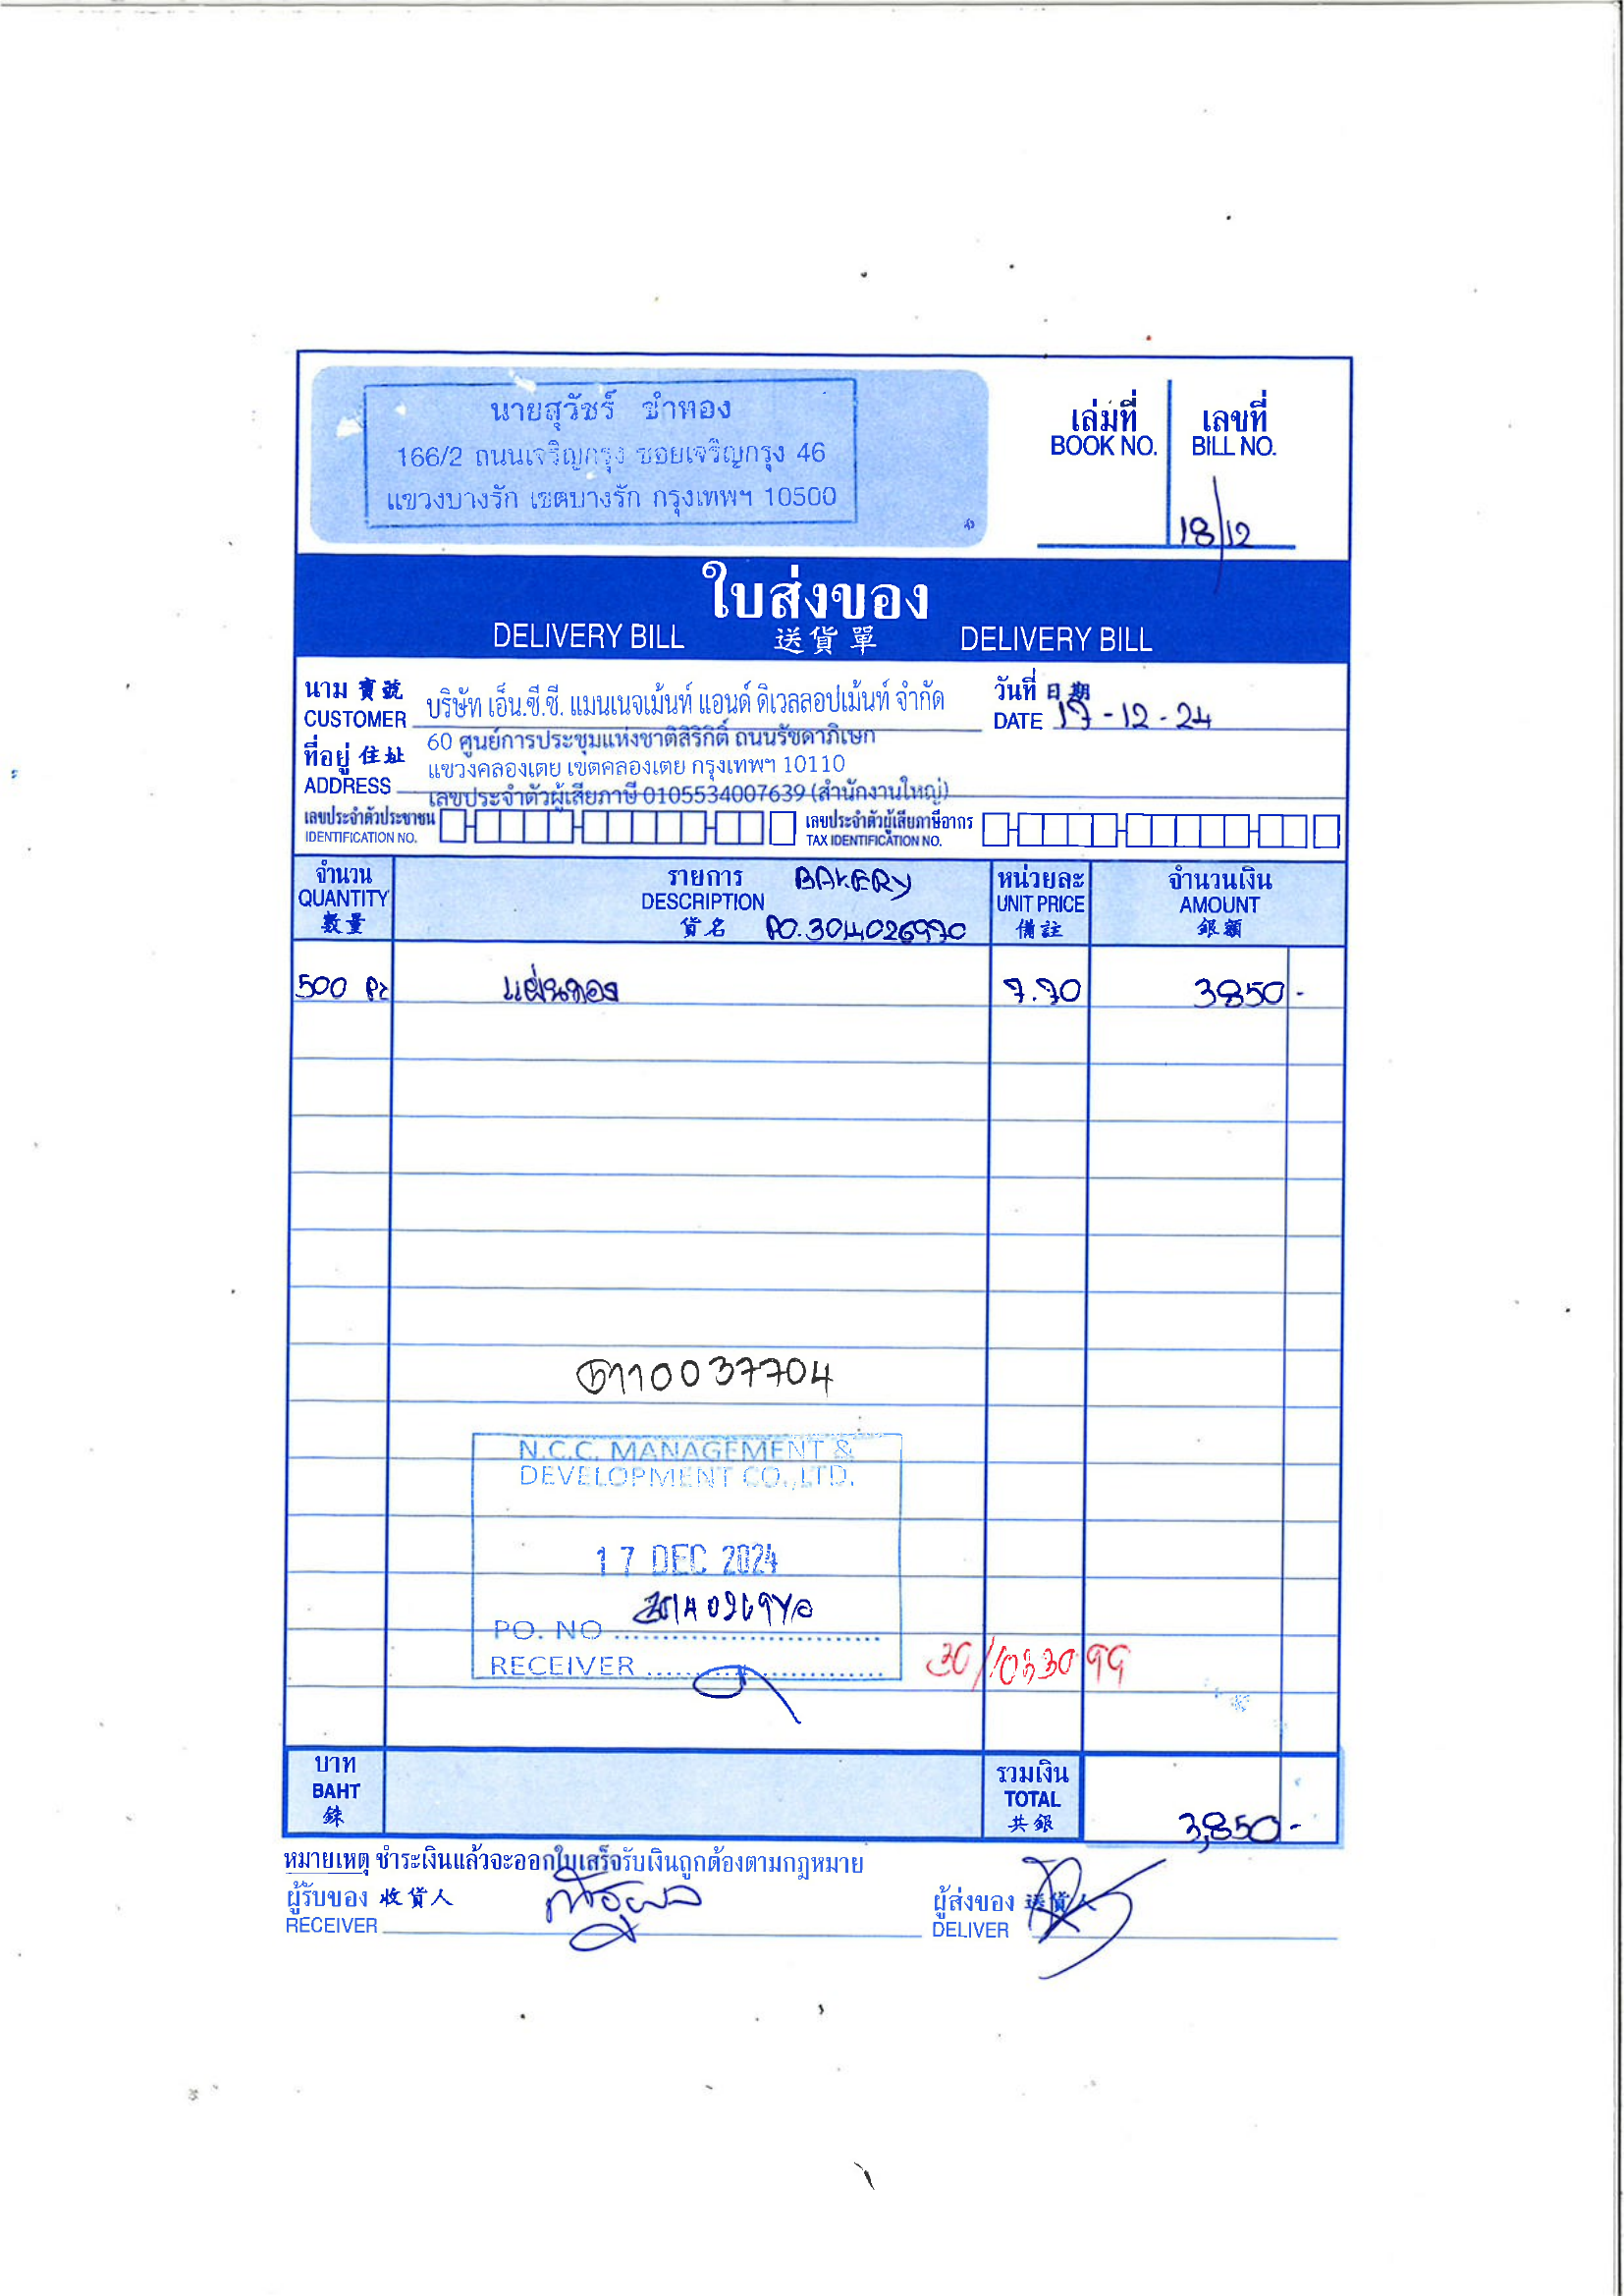 นายสุวัชร์ ขำทอง
166/2 ถนนเจริญกรุง ซอยเจริญกรุง 46
แขวงบางรัก เขตบางรัก กรุงเทพฯ 10500
เล่มที่
BOOK NO.
เลขที่
BILL NO.
18/12
ใบส่งของ
DELIVERY BILL 送貨單 DELIVERY BILL
นาม 寶號
CUSTOMER บริษัท เอ็น.ซี.ซี. แมนเนจเม้นท์ แอนด์ ดิเวลลอปเม้นท์ จำกัด
วันที่ 日期
DATE 17-12-24
ที่อยู่ 住址
ADDRESS
60 ศูนย์การประชุมแห่งชาติสิริกิติ์ ถนนรัชดาภิเษก
แขวงคลองเตย เขตคลองเตย กรุงเทพฯ 10110
เลขประจำตัวผู้เสียภาษี 0105534007639 (สำนักงานใหญ่)
เลขประจำตัวประชาชน
IDENTIFICATION NO.
เลขประจำตัวผู้เสียภาษีอากร
TAX IDENTIFICATION NO.
จำนวน
QUANTITY
數量
รายการ BAKERY
DESCRIPTION
貨名 PO.3014026970
หน่วยละ
UNIT PRICE
備註
จำนวนเงิน
AMOUNT
銀額
500 แผ่นทอง 7.70 3850 -
6110037704
N.C.C. MANAGEMENT &
DEVELOPMENT CO.,LTD.
17 DEC 2024
PO. NO
RECEIVER
บาท
BAHT
銖
รวมเงิน
TOTAL
共銀
3,850.-
หมายเหตุ ชำระเงินแล้วจะออกใบเสร็จรับเงินถูกต้องตามกฎหมาย
ผู้รับของ 收貨人
RECEIVER
ผู้ส่งของ 送貨人
DELIVER